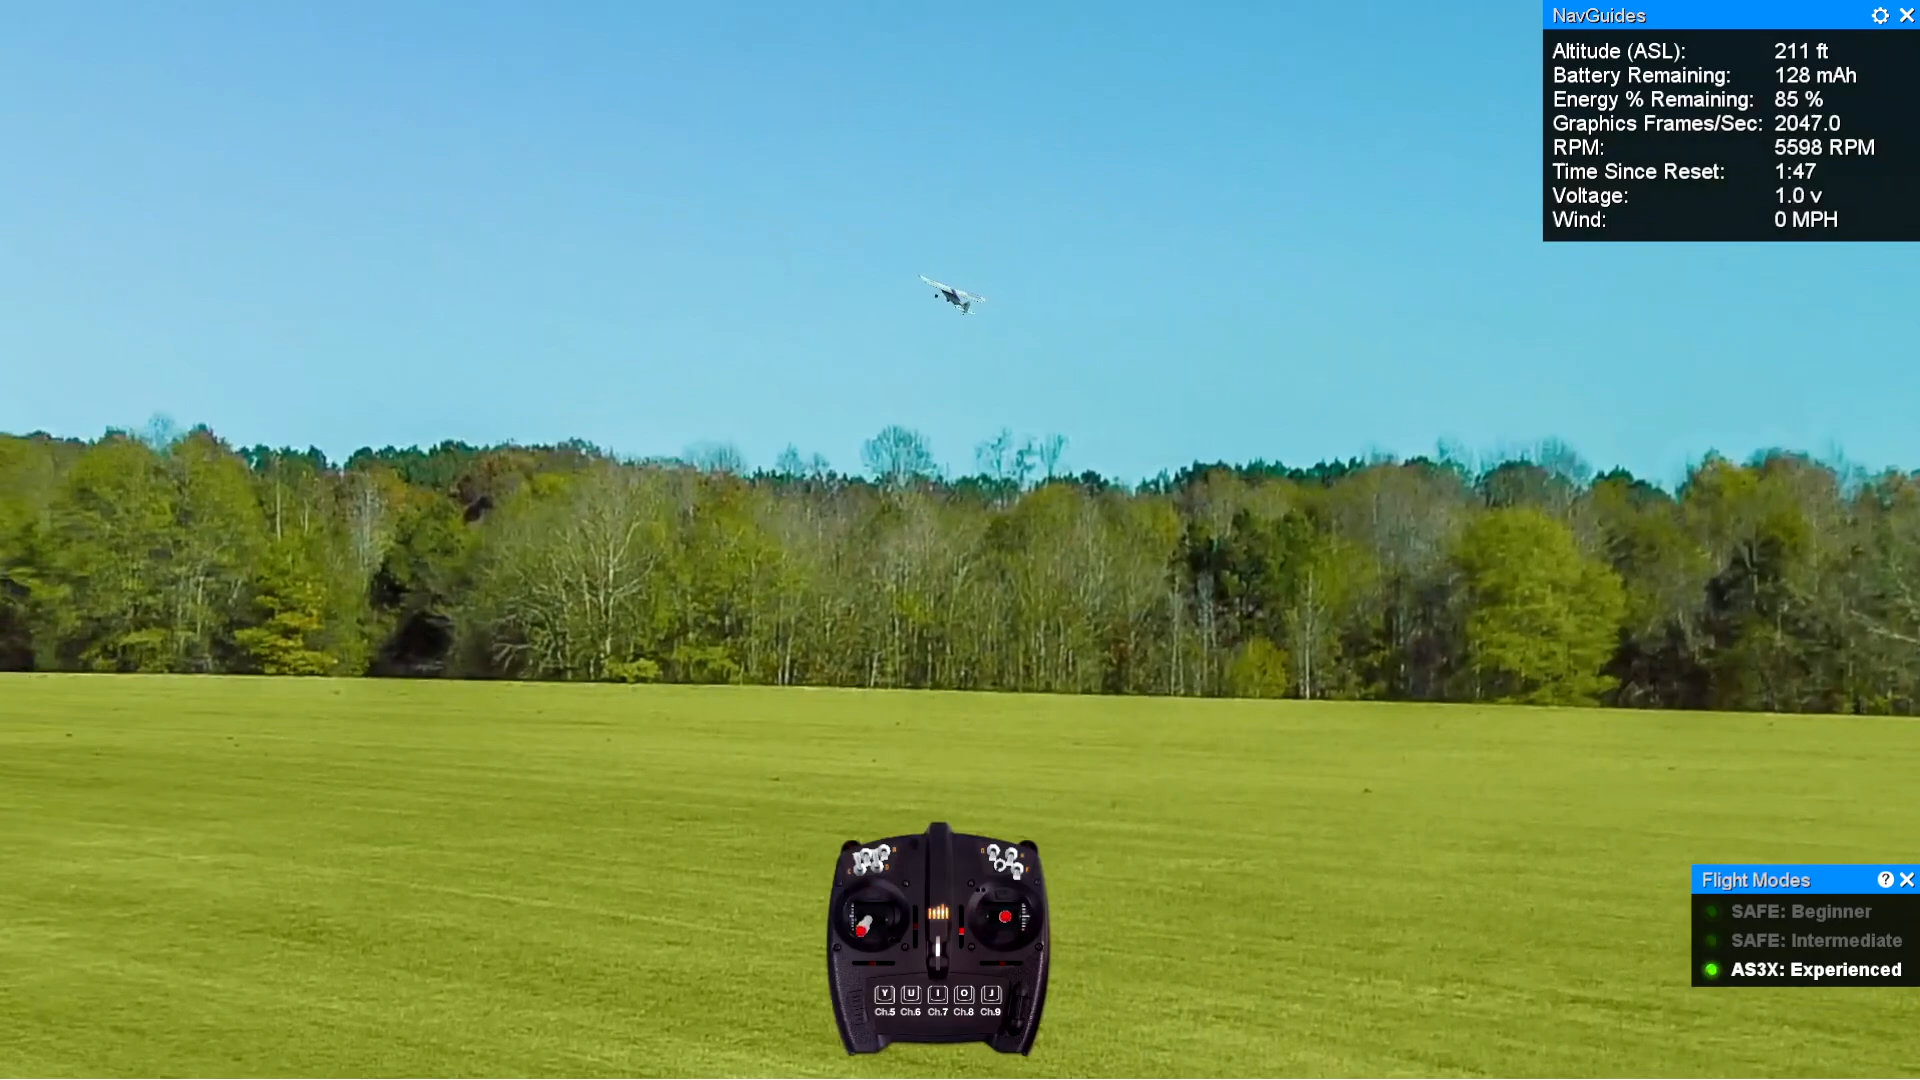 NavGuides
Altitude (ASL): 211 ft
Battery Remaining: 128 mAh
Energy % Remaining: 85 %
Graphics Frames/Sec: 2047.0
RPM: 5598 RPM
Time Since Reset: 1:47
Voltage: 1.0 v
Wind: 0 MPH
Flight Modes ?
SAFE: Beginner
SAFE: Intermediate
AS3X: Experienced
Y U I O J
Ch.5 Ch.6 Ch.7 Ch.8 Ch.9